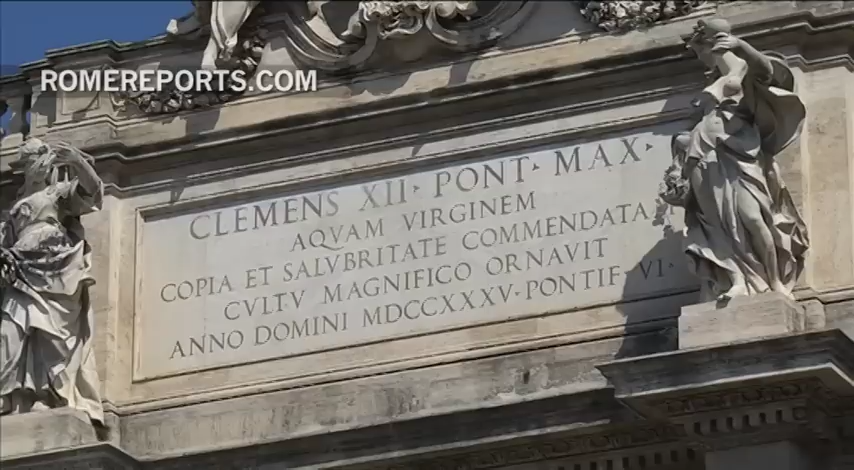 ROMEREPORTS.COM
CLEMENS XII · PONT · MAX ·
AQVAM VIRGINEM
COPIA ET SALVBRITATE COMMENDATA
CVLTV MAGNIFICO ORNAVIT
ANNO DOMINI MDCCXXXV · PONTIF · VI ·